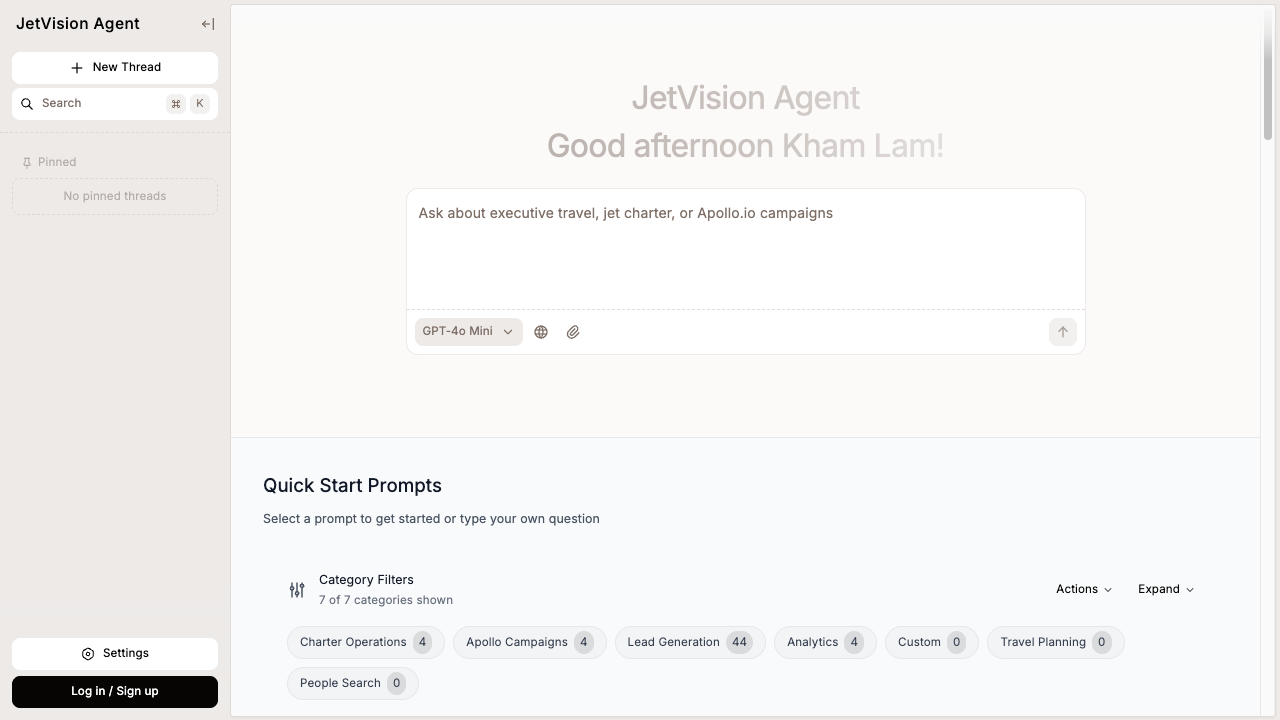 JetVision Agent
New Thread
Search ⌘ K
Pinned
No pinned threads
Settings
Log in / Sign up
JetVision Agent
Good afternoon Kham Lam!
Ask about executive travel, jet charter, or Apollo.io campaigns
GPT-4o Mini
Quick Start Prompts
Select a prompt to get started or type your own question
Category Filters
7 of 7 categories shown
Actions Expand
Charter Operations 4 Apollo Campaigns 4 Lead Generation 44 Analytics 4 Custom 0 Travel Planning 0
People Search 0